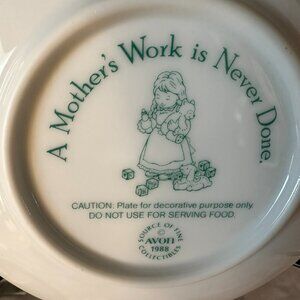 A Mother's Work is Never Done.
CAUTION: Plate for decorative purpose only.
DO NOT USE FOR SERVING FOOD.
SOURCE OF FINE
©
AVON
1988
COLLECTIBLES